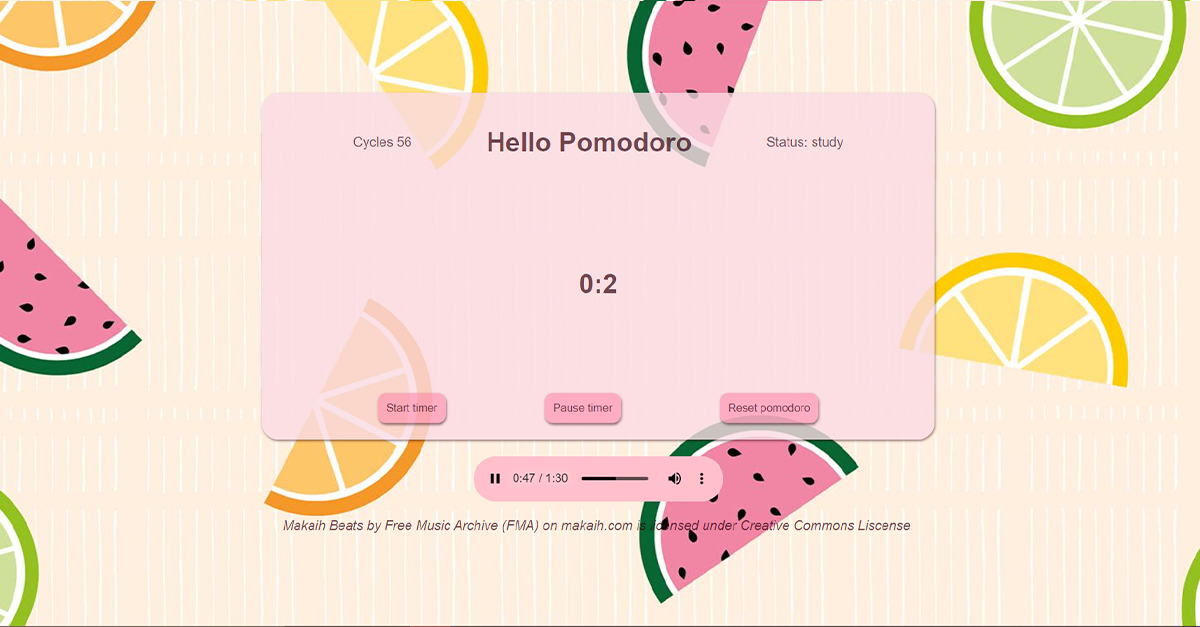 Cycles 56
Hello Pomodoro
Status: study
0:2
Start timer
Pause timer
Reset pomodoro
0:47 / 1:30
Makaih Beats by Free Music Archive (FMA) on makaih.com is licensed under Creative Commons Liscense